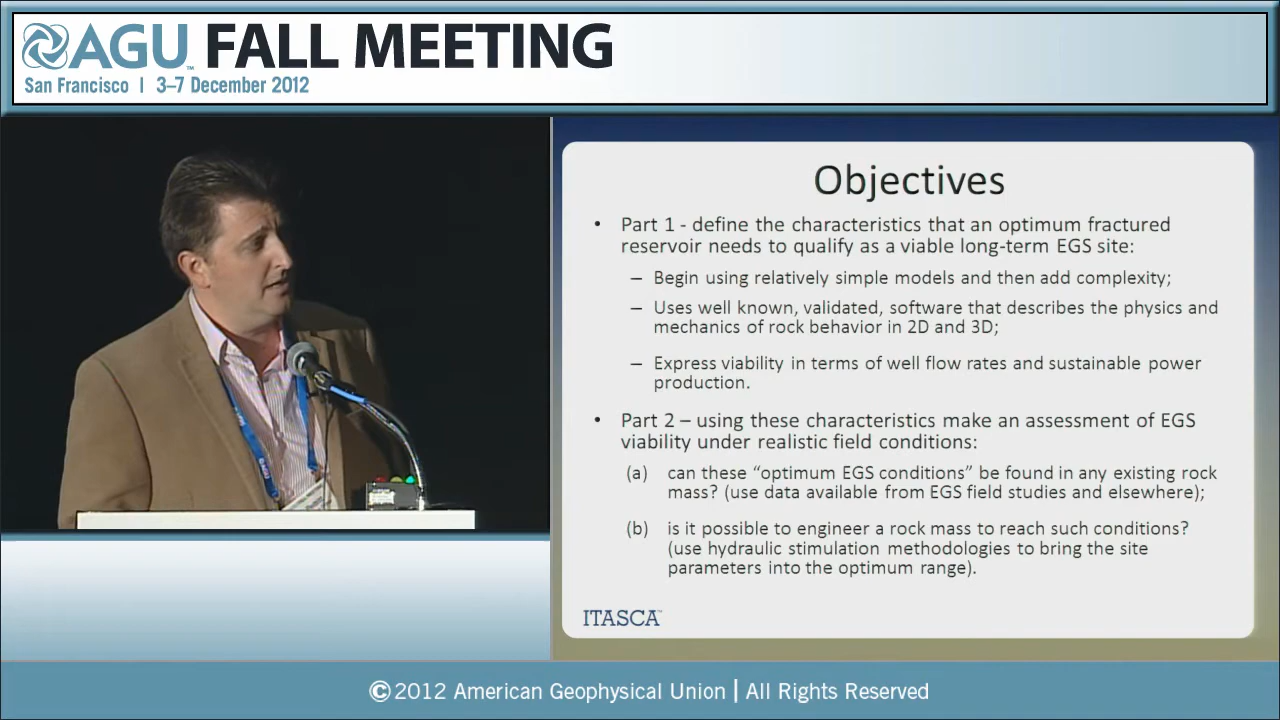 AGU FALL MEETING
San Francisco | 3–7 December 2012
Objectives
• Part 1 - define the characteristics that an optimum fractured
reservoir needs to qualify as a viable long-term EGS site:
– Begin using relatively simple models and then add complexity;
– Uses well known, validated, software that describes the physics and
mechanics of rock behavior in 2D and 3D;
– Express viability in terms of well flow rates and sustainable power
production.
• Part 2 – using these characteristics make an assessment of EGS
viability under realistic field conditions:
(a) can these “optimum EGS conditions” be found in any existing rock
mass? (use data available from EGS field studies and elsewhere);
(b) is it possible to engineer a rock mass to reach such conditions?
(use hydraulic stimulation methodologies to bring the site
parameters into the optimum range).
ITASCA™
©2012 American Geophysical Union | All Rights Reserved